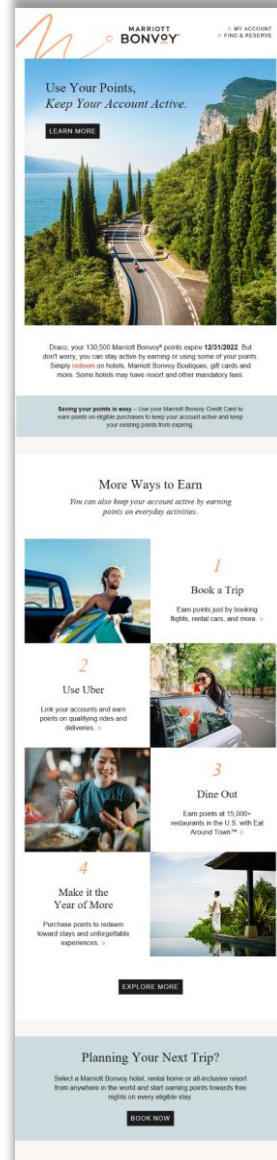 MARRIOTT
BONVOY
» MY ACCOUNT
» FIND & RESERVE
Use Your Points,
Keep Your Account Active.
LEARN MORE
Draco, your 130,500 Marriott Bonvoy® points expire 12/31/2022. But
don't worry, you can stay active by earning or using some of your points.
Simply redeem on hotels, Marriott Bonvoy Boutiques, gift cards and
more. Some hotels may have resort and other mandatory fees.
Saving your points is easy – Use your Marriott Bonvoy Credit Card to
earn points on eligible purchases to keep your account active and keep
your existing points from expiring.
More Ways to Earn
You can also keep your account active by earning
points on everyday activities.
1
Book a Trip
Earn points just by booking
flights, rental cars, and more. »
2
Use Uber
Link your accounts and earn
points on qualifying rides and
deliveries. »
3
Dine Out
Earn points at 15,000+
restaurants in the U.S. with Eat
Around Town™ »
4
Make it the
Year of More
Purchase points to redeem
toward stays and unforgettable
experiences. »
EXPLORE MORE
Planning Your Next Trip?
Select a Marriott Bonvoy hotel, rental home or all-inclusive resort
from anywhere in the world and start earning points towards free
nights on every eligible stay.
BOOK NOW